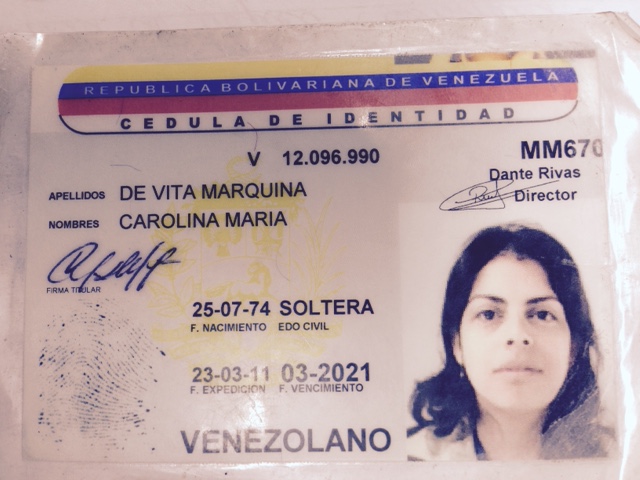 REPUBLICA BOLIVARIANA DE VENEZUELA
CEDULA DE IDENTIDAD
V 12.096.990
MM670
Dante Rivas
Director
APELLIDOS DE VITA MARQUINA
NOMBRES CAROLINA MARIA
FIRMA TITULAR
25-07-74 SOLTERA
F. NACIMIENTO EDO CIVIL
23-03-11 03-2021
F. EXPEDICION F. VENCIMIENTO
VENEZOLANO